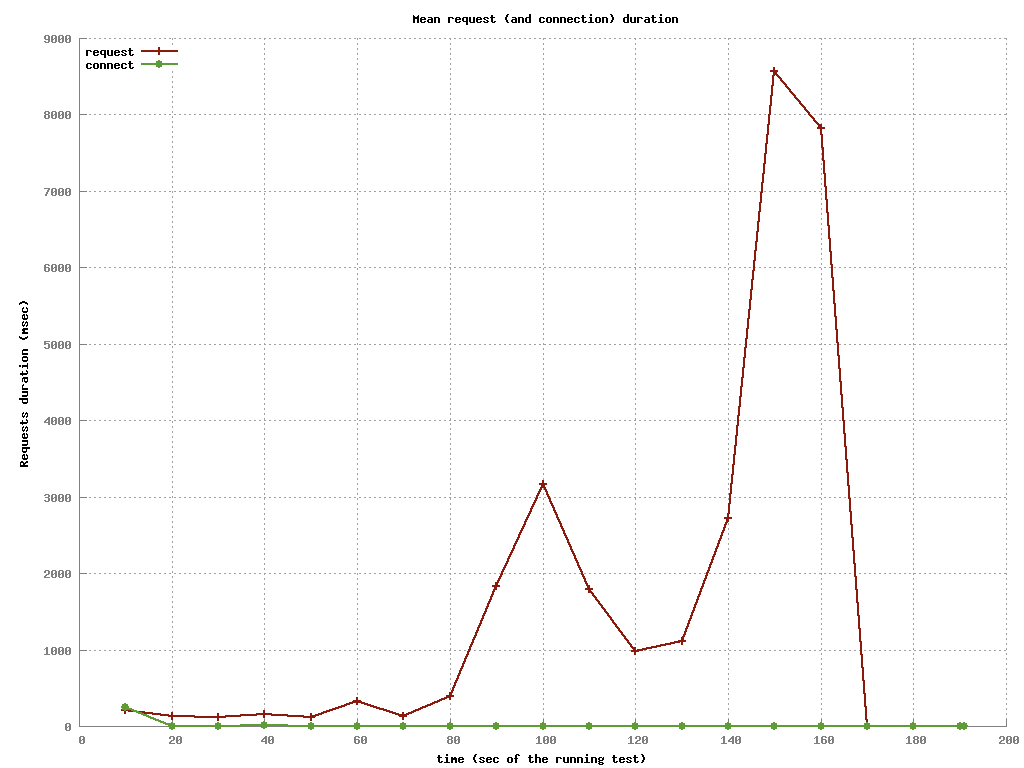 Mean request (and connection) duration
request
connect
9000
8000
7000
6000
5000
4000
3000
2000
1000
0
Requests duration (msec)
0 20 40 60 80 100 120 140 160 180 200
time (sec of the running test)